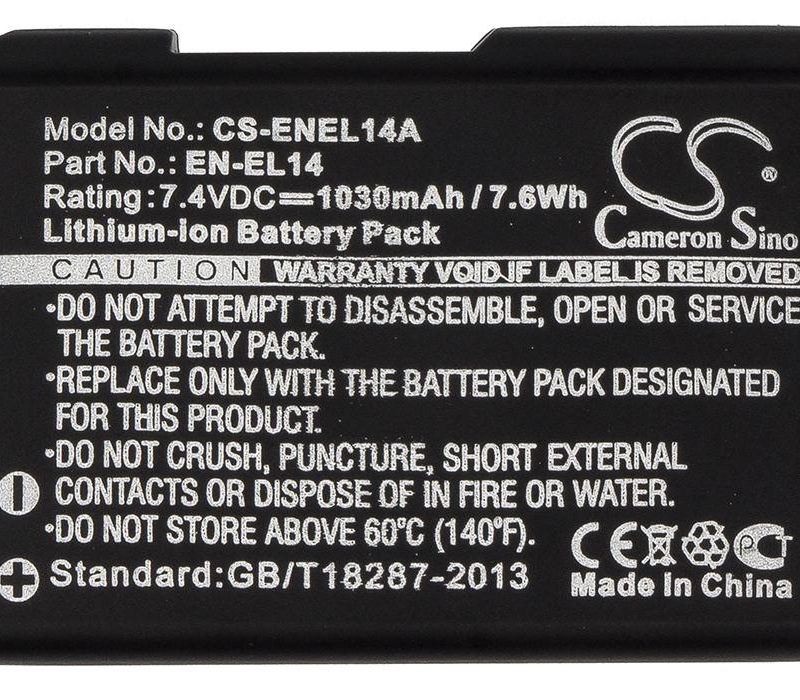 Model No.: CS-ENEL14A
Part No.: EN-EL14
Rating: 7.4VDC⎓1030mAh / 7.6Wh
Lithium-ion Battery Pack
CS®
Cameron Sino
CAUTION WARRANTY VOID IF LABEL IS REMOVED
•DO NOT ATTEMPT TO DISASSEMBLE, OPEN OR SERVICE
THE BATTERY PACK.
•REPLACE ONLY WITH THE BATTERY PACK DESIGNATED
FOR THIS PRODUCT.
•DO NOT CRUSH, PUNCTURE, SHORT EXTERNAL
CONTACTS OR DISPOSE OF IN FIRE OR WATER.
•DO NOT STORE ABOVE 60ºC (140ºF).
Standard:GB/T18287-2013
CE PCT
Made in China